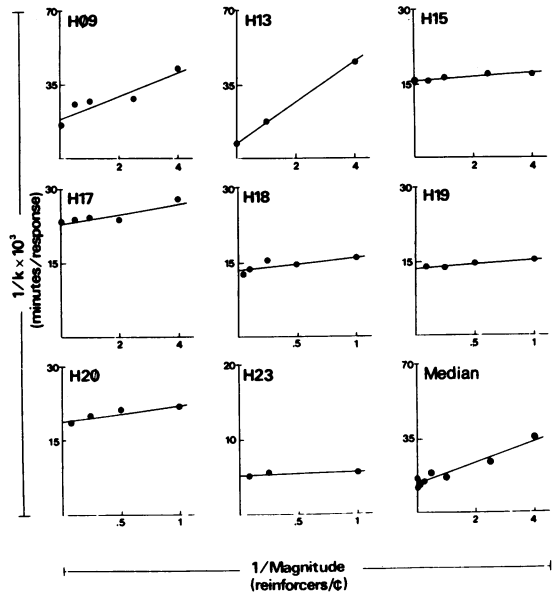 H09
70
35
2
4
H13
70
35
2
4
H15
30
15
2
4
H17
30
15
2
4
H18
30
15
.5
1
H19
30
15
.5
1
H20
30
15
.5
1
H23
20
10
.5
1
Median
70
35
2
4
1/k × 10³
(minutes/response)
1/Magnitude
(reinforcers/¢)